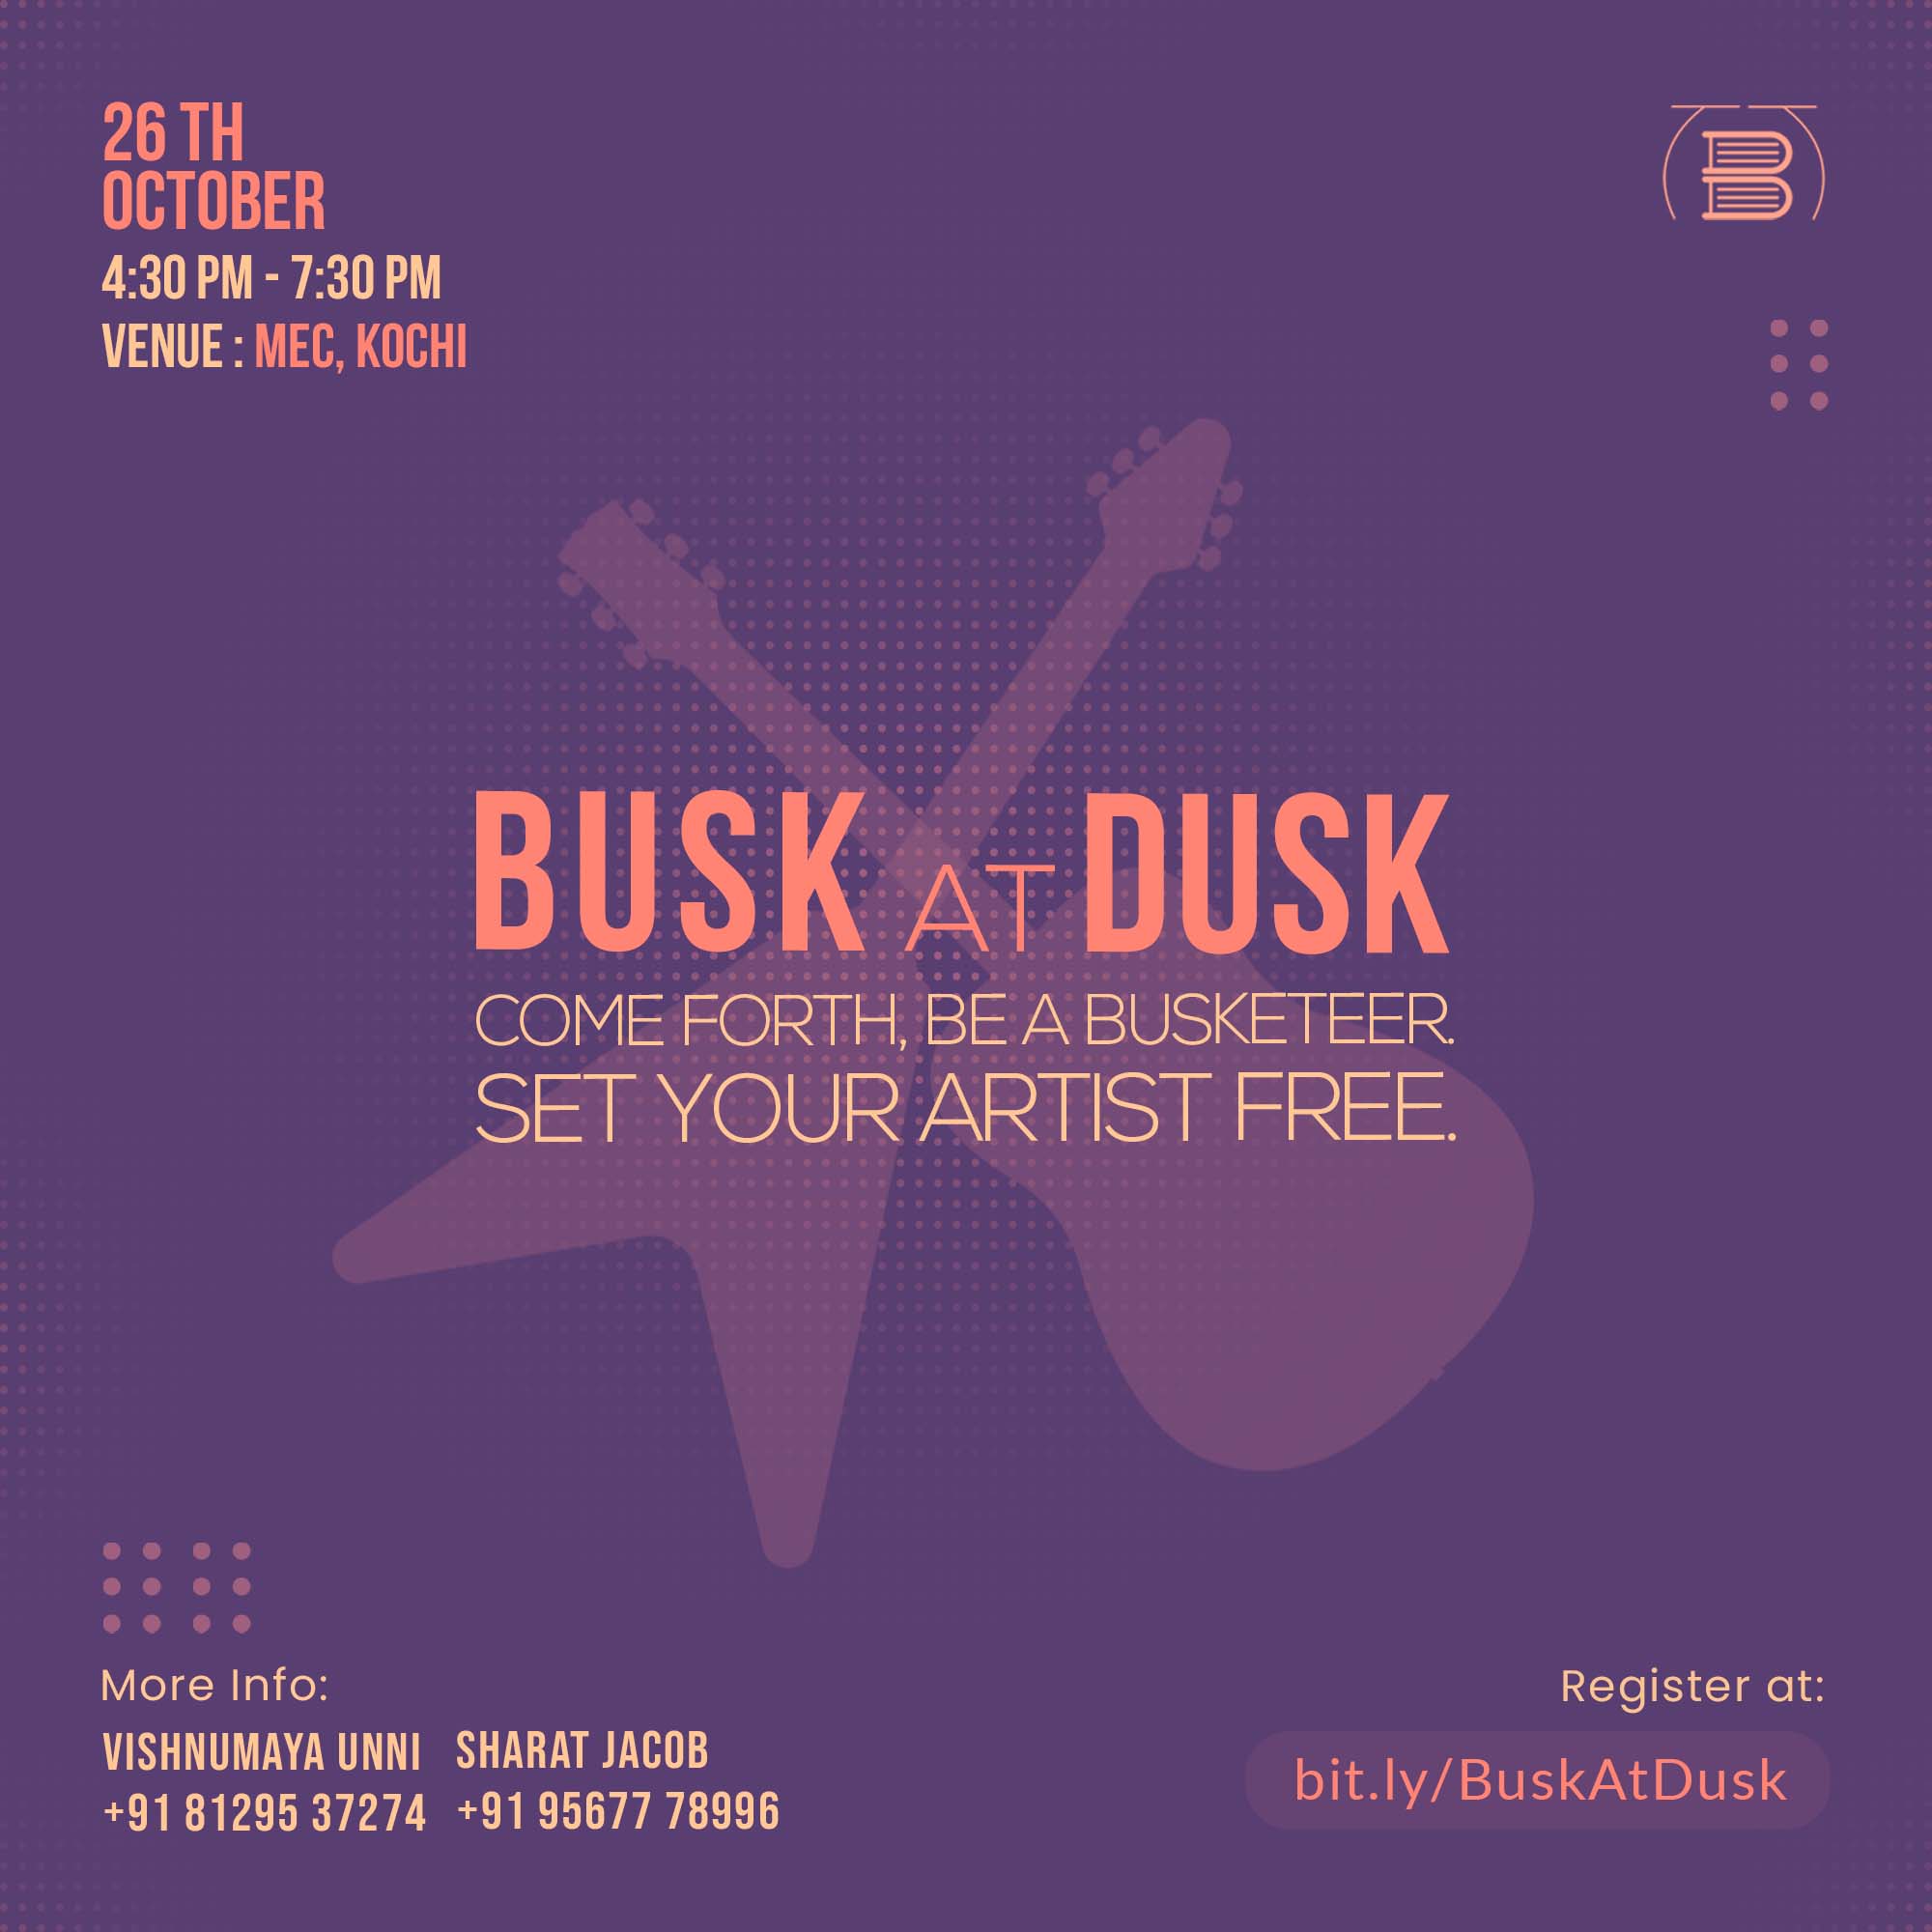 26 TH
OCTOBER
4:30 PM - 7:30 PM
VENUE : MEC, KOCHI
B
BUSK AT DUSK
COME FORTH, BE A BUSKETEER.
SET YOUR ARTIST FREE.
More Info:
VISHNUMAYA UNNI SHARAT JACOB
+91 81295 37274 +91 95677 78996
Register at:
bit.ly/BuskAtDusk